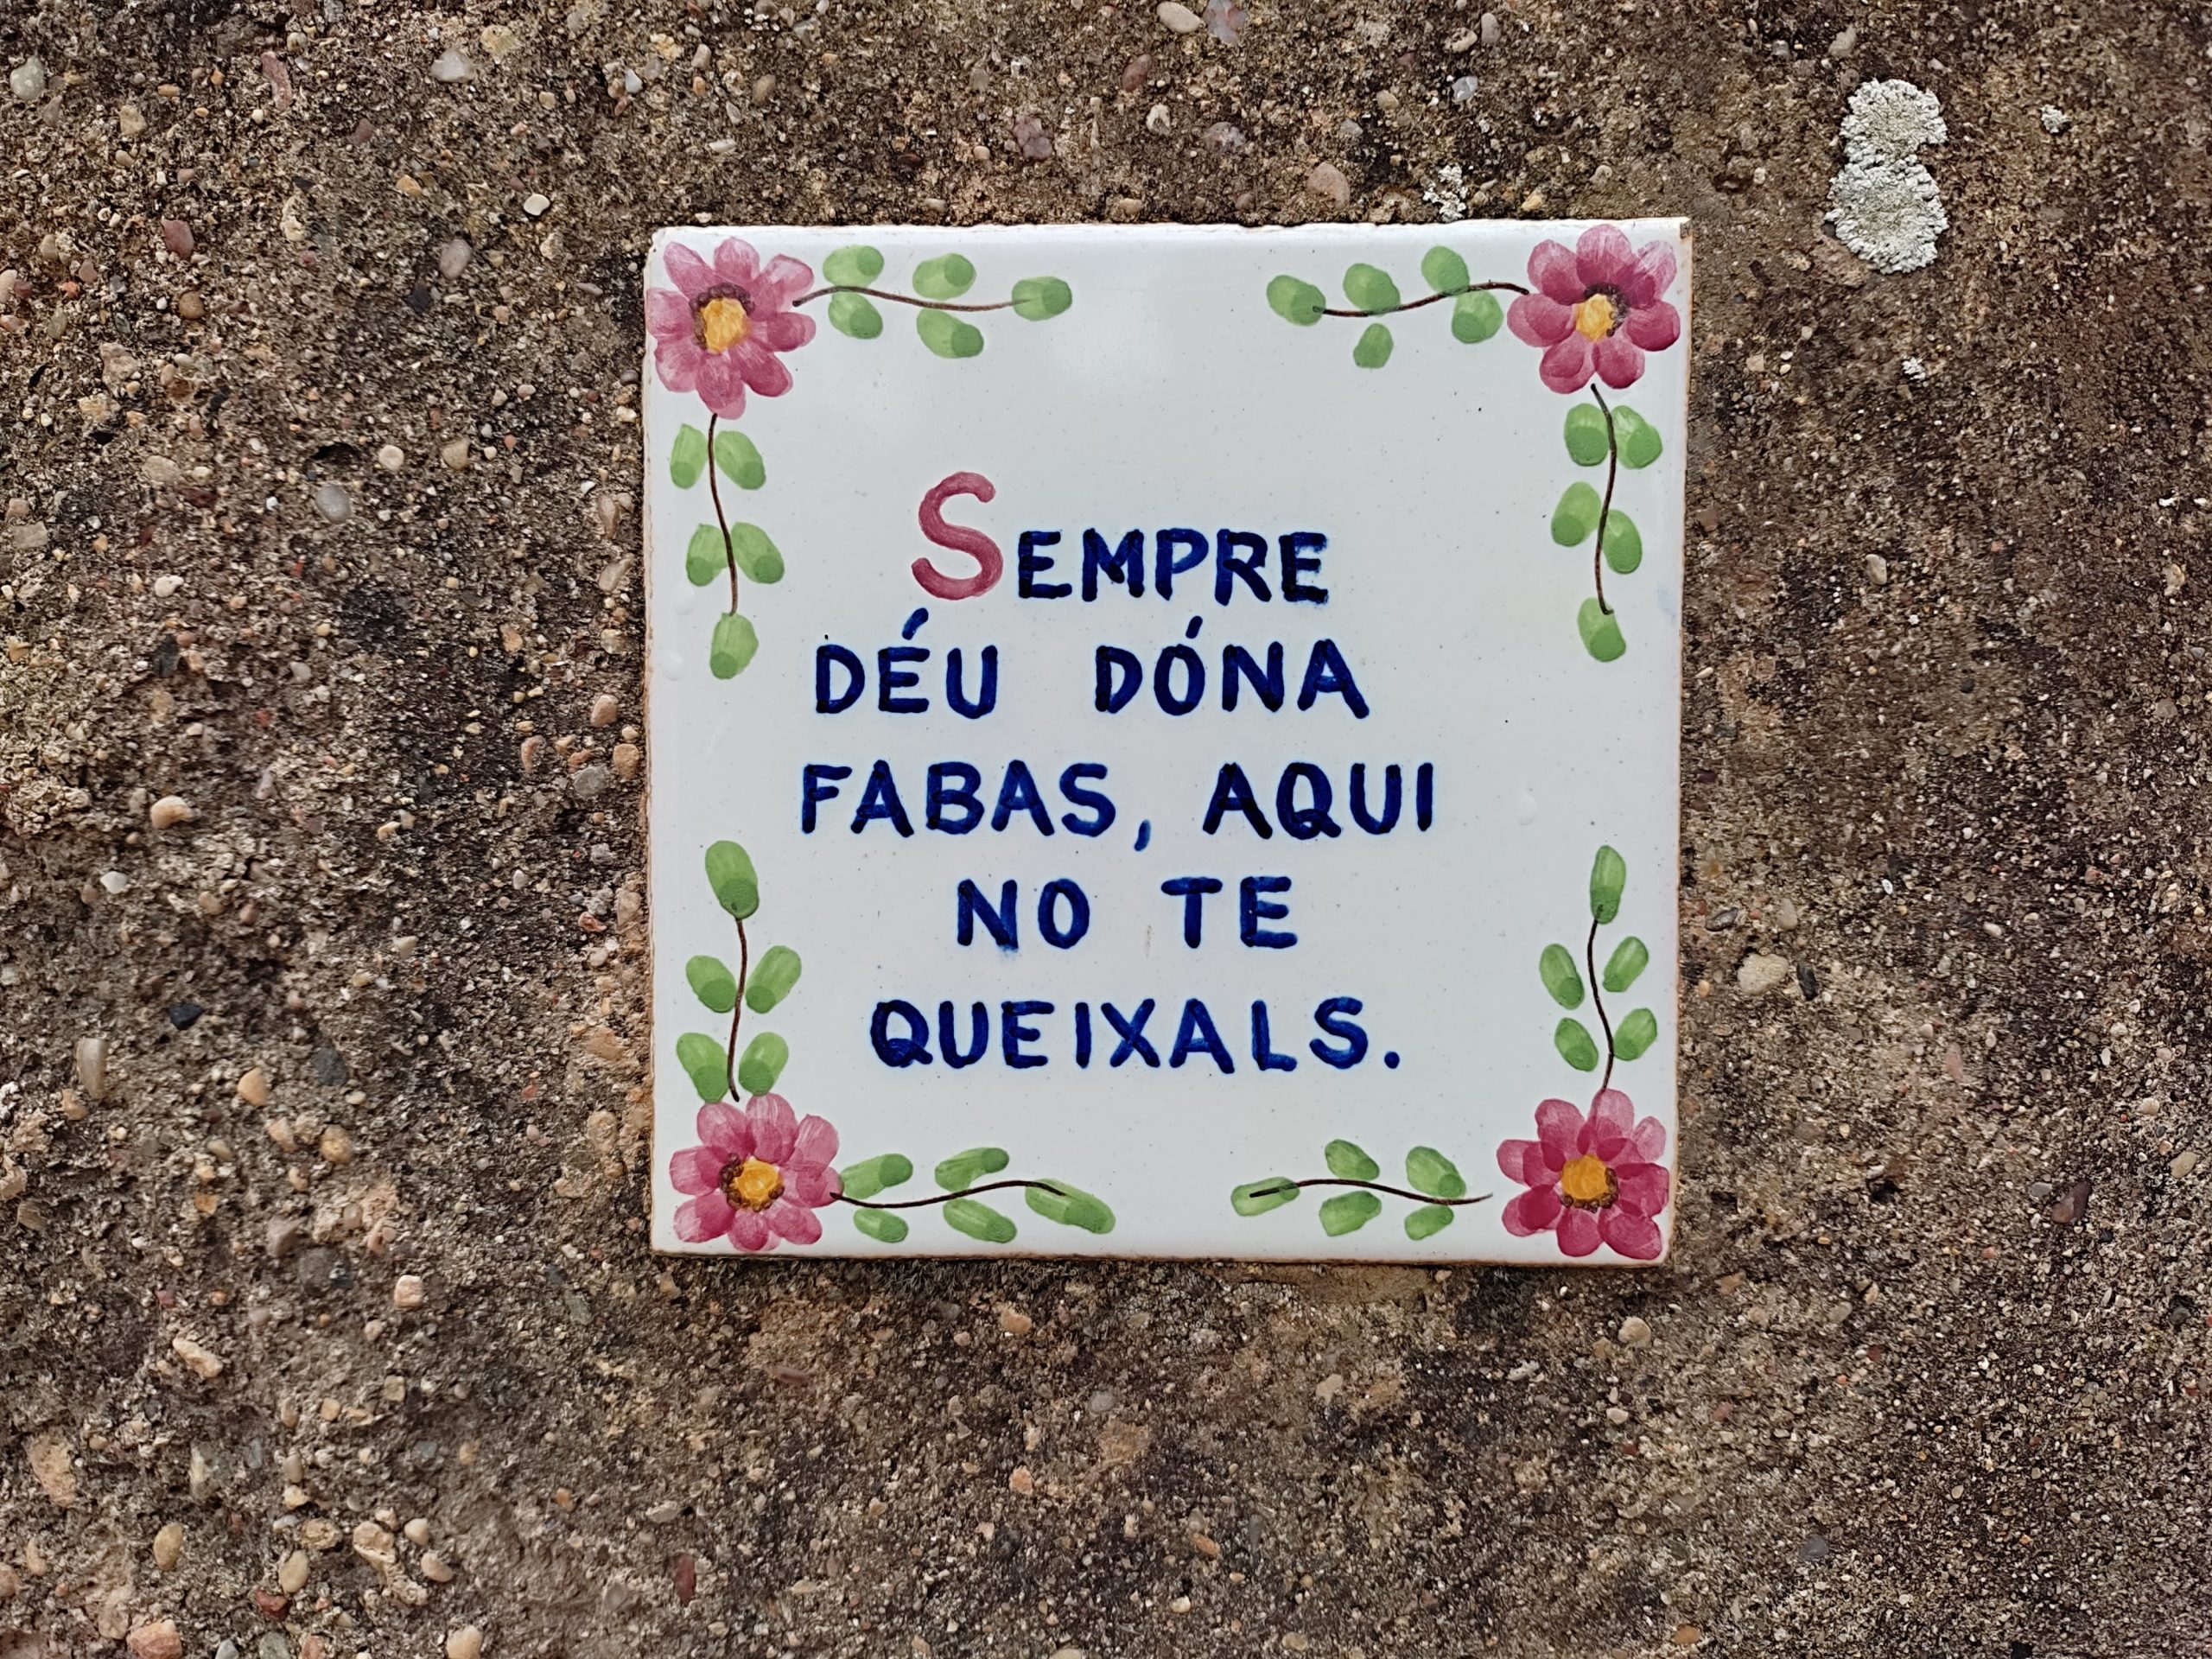 SEMPRE
DÉU DÓNA
FABAS, AQUI
NO TE
QUEIXALS.